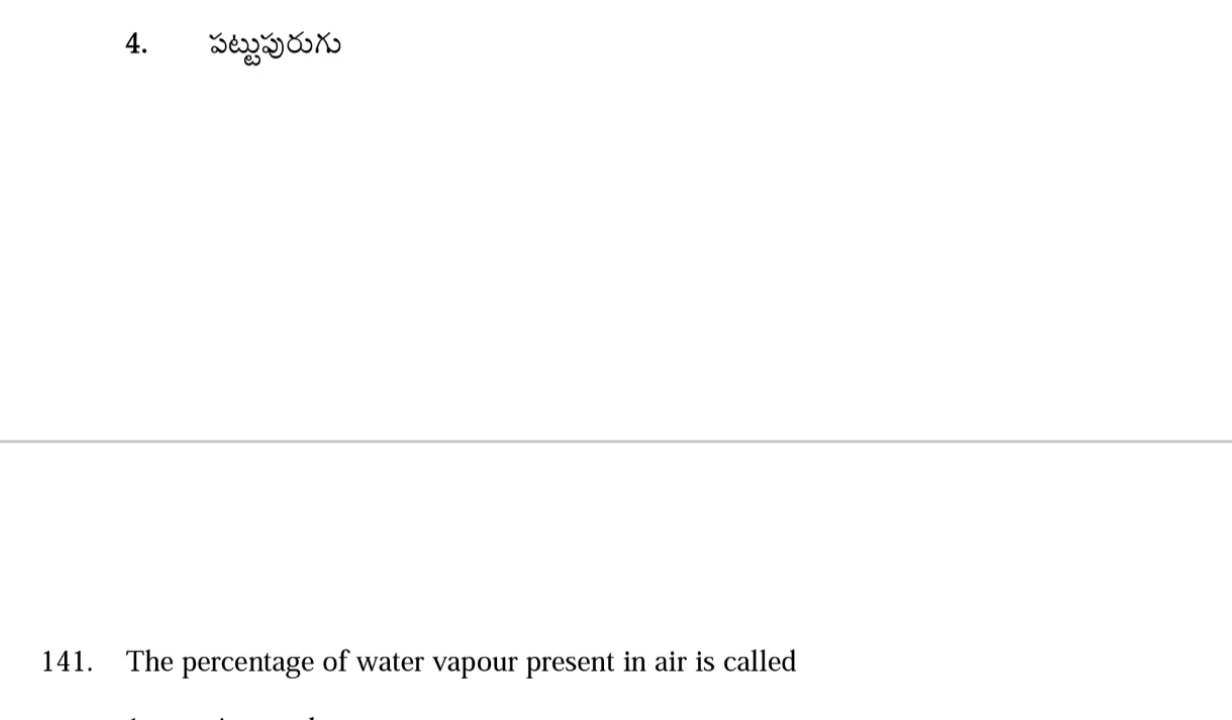 4. పట్టుపురుగు
141. The percentage of water vapour present in air is called